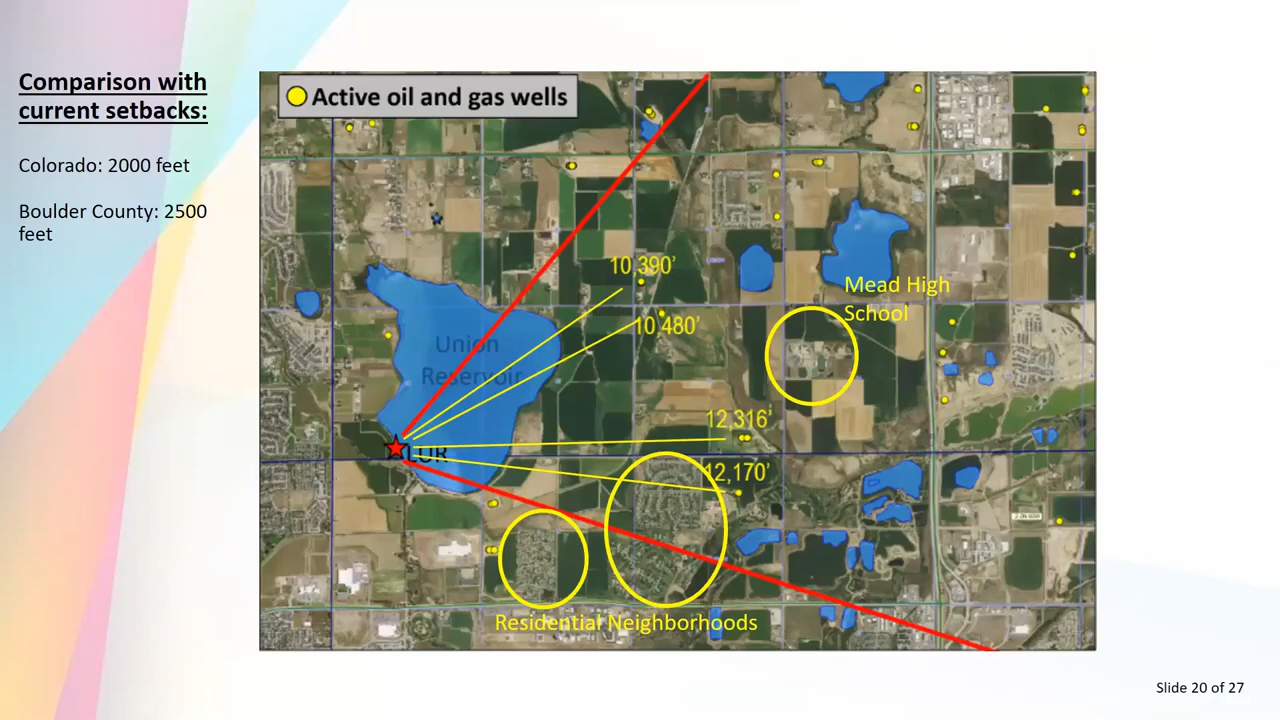 Comparison with
current setbacks:
Colorado: 2000 feet
Boulder County: 2500
feet
Active oil and gas wells
10,390'
Mead High
School
10,480'
Union
Reservoir
12,316'
LUR
12,170'
Residential Neighborhoods
Slide 20 of 27